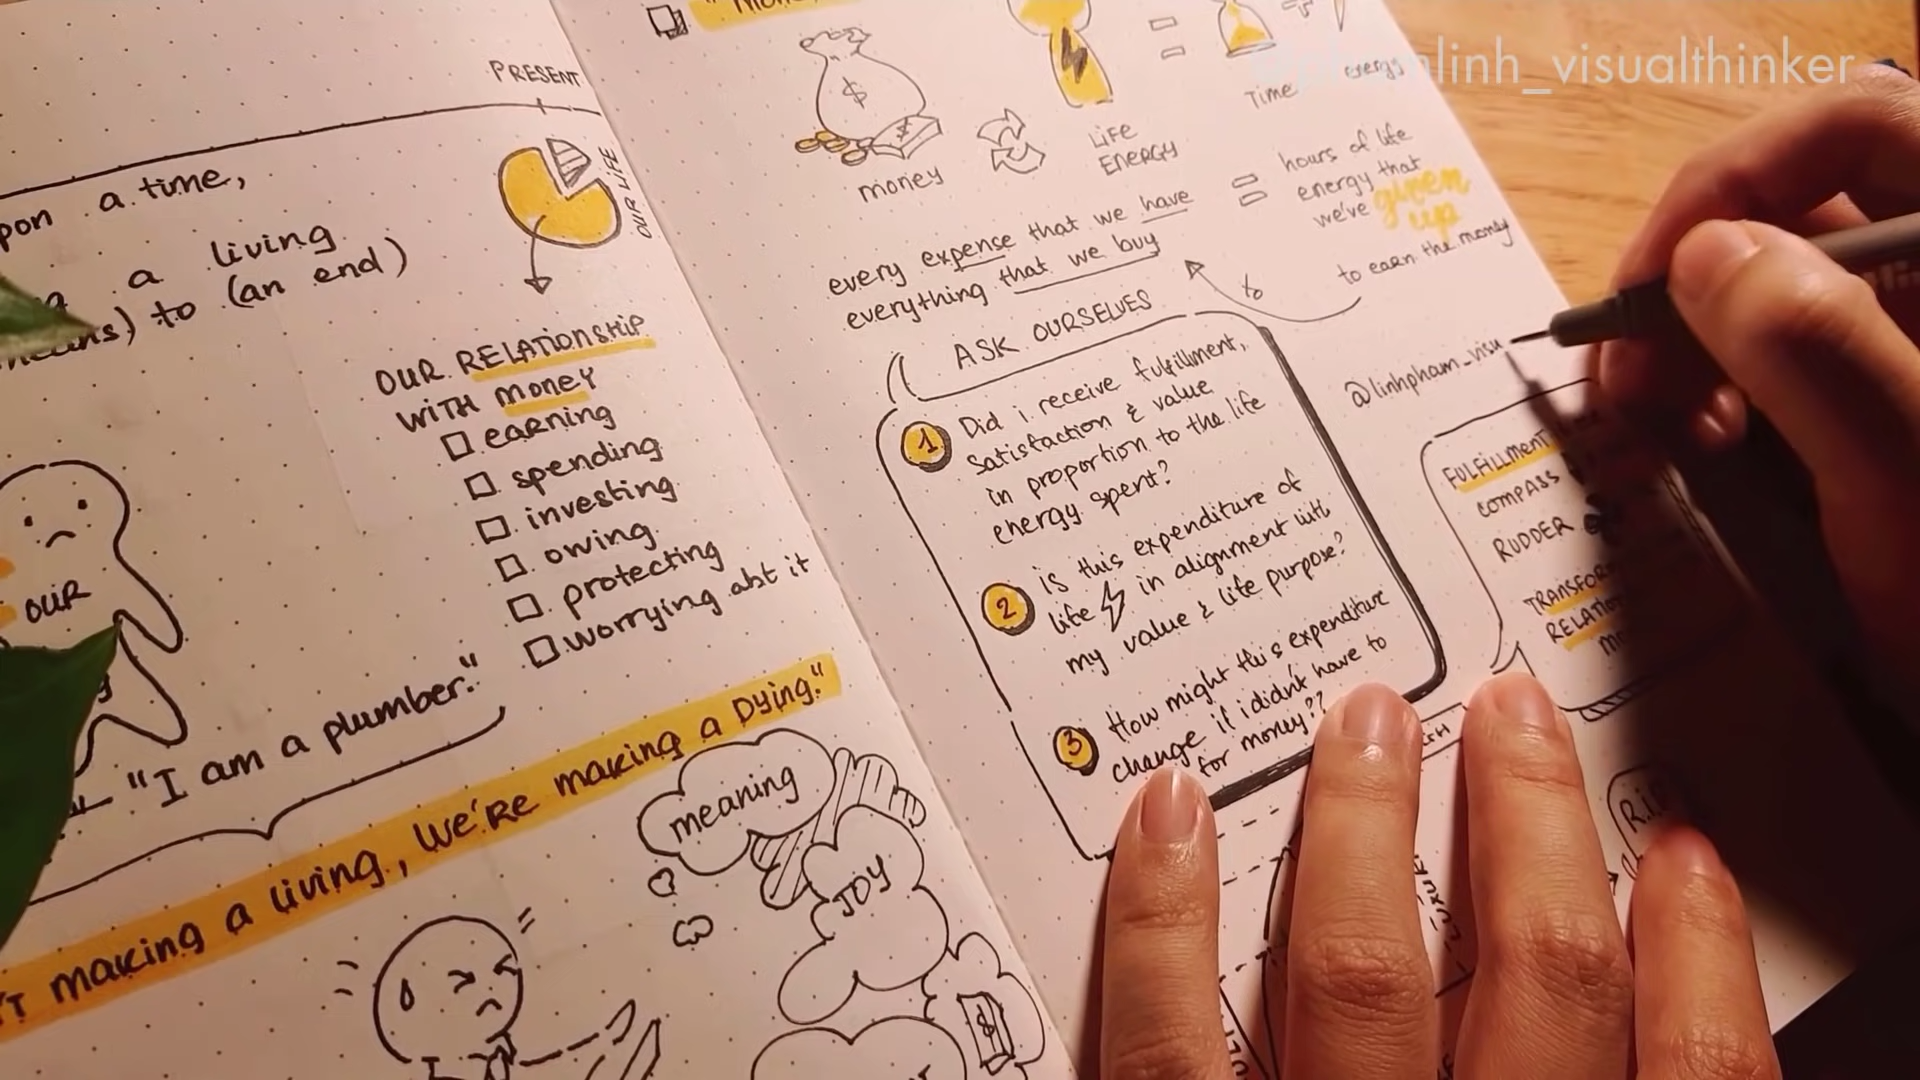 PRESENT
pon a time,
a living
to (an end)
OUR LIFE
OUR RELATIONSHIP
WITH MONEY
earning
spending
investing
owing
protecting
worrying abt it
OUR
"I am a plumber."
making a living, we're making a dying."
meaning
JOY
$
$
$
money
LIFE
ENERGY
=
Time
energy
every expense that we have
everything that we buy
=
hours of life
energy that
we've given
up
to earn the money
ASK OURSELVES
1 Did i receive fulfillment,
satisfaction & value
in proportion to the life
energy spent?
2 is this expenditure of
life in alignment with
my value & life purpose?
3 How might this expenditure
change if i didn't have to
for money??
@linhpham_visu
FULFILLMENT
COMPASS
RUDDER
LUXURY
linh_visualthinker